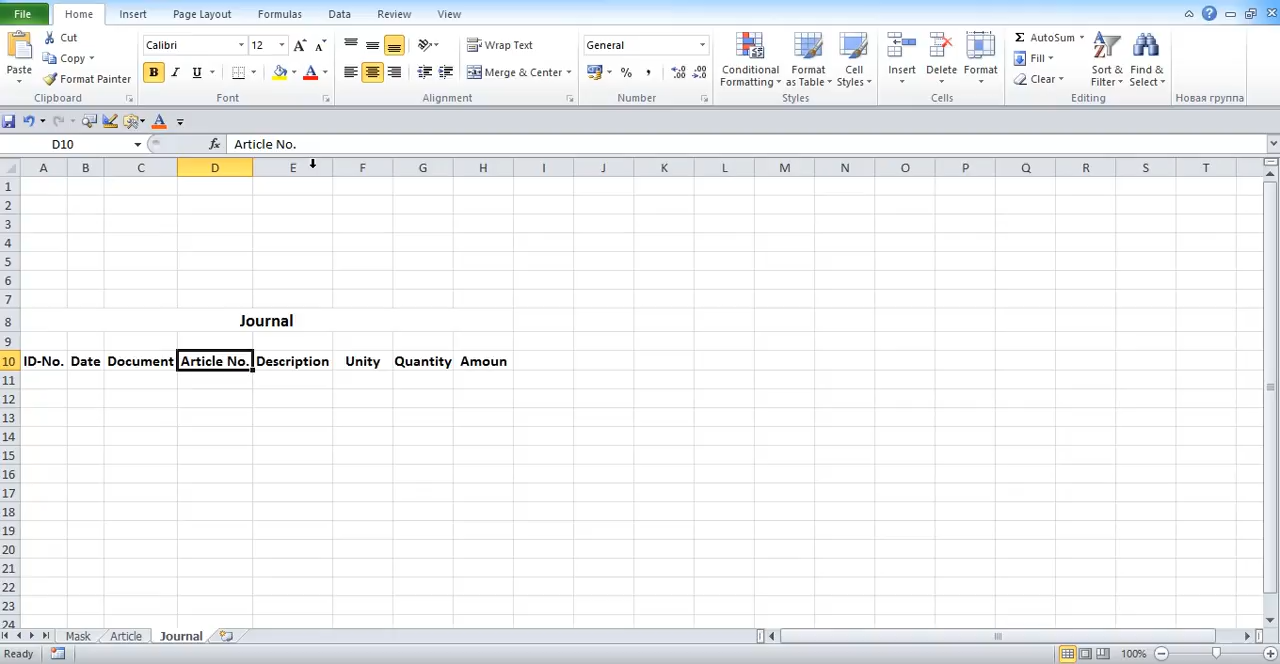 File Home Insert Page Layout Formulas Data Review View
Cut Calibri 12 Wrap Text General AutoSum
Copy Fill
Paste Format Painter Merge & Center Conditional Formatting Format as Table Cell Styles Insert Delete Format Clear Sort & Filter Find & Select
Clipboard Font Alignment Number Styles Cells Editing Новая группа
D10 fx Article No.
A B C D E F G H I J K L M N O P Q R S T
1
2
3
4
5
6
7
8 Journal
9
10 ID-No. Date Document Article No. Description Unity Quantity Amoun
11
12
13
14
15
16
17
18
19
20
21
22
23
24
Mask Article Journal
Ready 100%